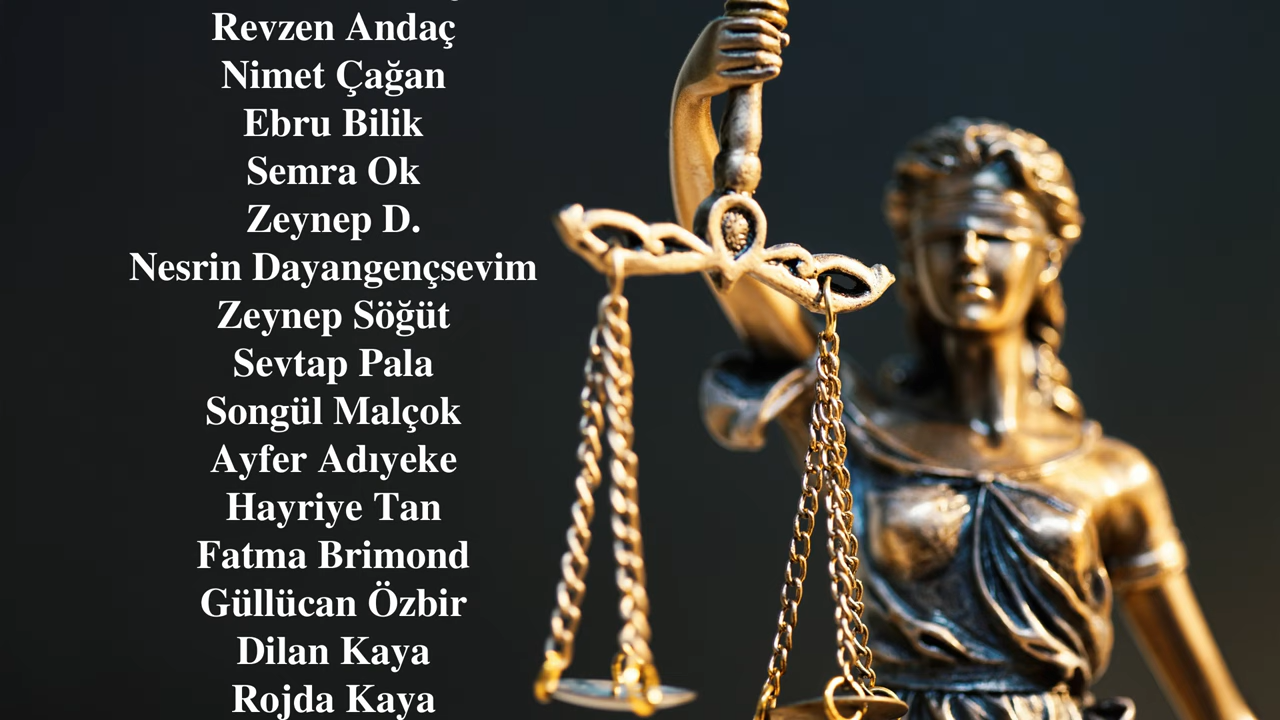 Revzen Andaç
Nimet Çağan
Ebru Bilik
Semra Ok
Zeynep D.
Nesrin Dayangençsevim
Zeynep Söğüt
Sevtap Pala
Songül Malçok
Ayfer Adıyeke
Hayriye Tan
Fatma Brimond
Güllücan Özbir
Dilan Kaya
Rojda Kaya